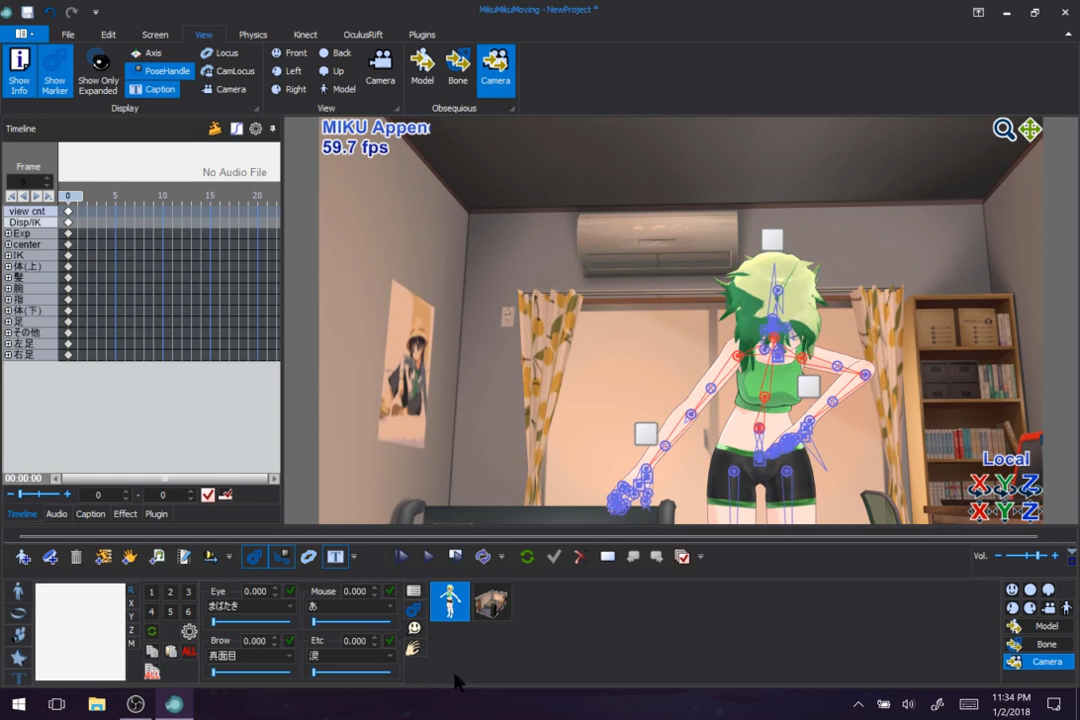 MikuMikuMoving - NewProject *
File Edit Screen View Physics Kinect OculusRift Plugins
Show Info
Show Marker
Show Only Expanded
Axis
PoseHandle
Caption
Locus
CamLocus
Camera
Display
Front
Left
Right
Back
Up
Model
Camera
View
Model
Bone
Camera
Obsequious
Timeline
MIKU Appen
59.7 fps
No Audio File
Frame
0
0 5 10 15 20
view cnt
Disp/IK
Exp
center
IK
体(上)
髪
腕
指
体(下)
足
その他
左足
右足
Local
X Y Z
X Y Z
00:00:00
0 - 0
Timeline Audio Caption Effect Plugin
Vol.
R
X
Y
Z
M
1 2 3
4 5 6
ALL
ALL
Eye 0.000
まばたき
Mouse 0.000
あ
Brow 0.000
真面目
Etc 0.000
涙
Model
Bone
Camera
11:34 PM
1/2/2018